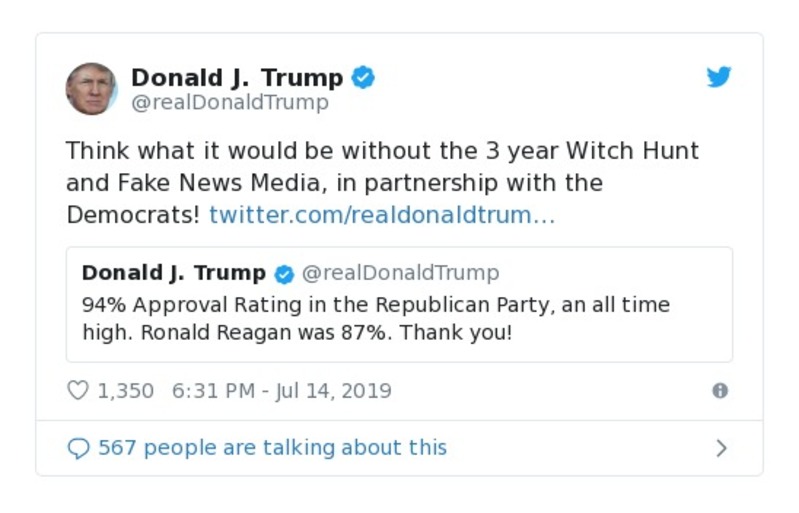 Donald J. Trump
@realDonaldTrump
Think what it would be without the 3 year Witch Hunt
and Fake News Media, in partnership with the
Democrats! twitter.com/realdonaldtrum…
Donald J. Trump @realDonaldTrump
94% Approval Rating in the Republican Party, an all time
high. Ronald Reagan was 87%. Thank you!
1,350 6:31 PM - Jul 14, 2019
567 people are talking about this